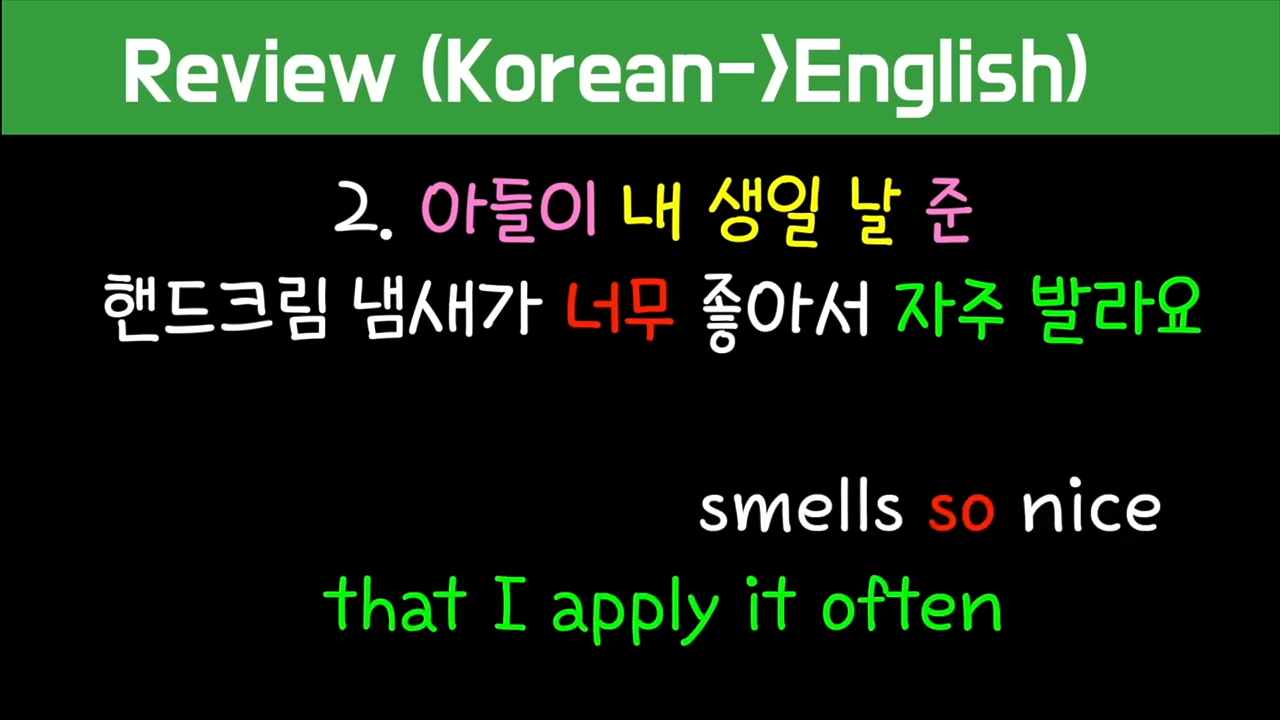 Review (Korean->English)
2. 아들이 내 생일 날 준
핸드크림 냄새가 너무 좋아서 자주 발라요
smells so nice
that I apply it often